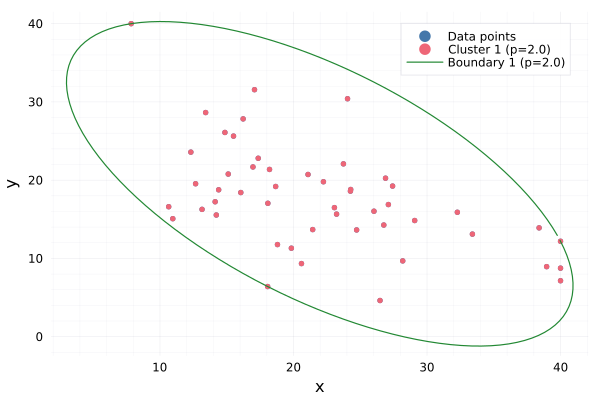 40
30
20
10
0
y
Data points
Cluster 1 (p=2.0)
Boundary 1 (p=2.0)
10 20 30 40
x